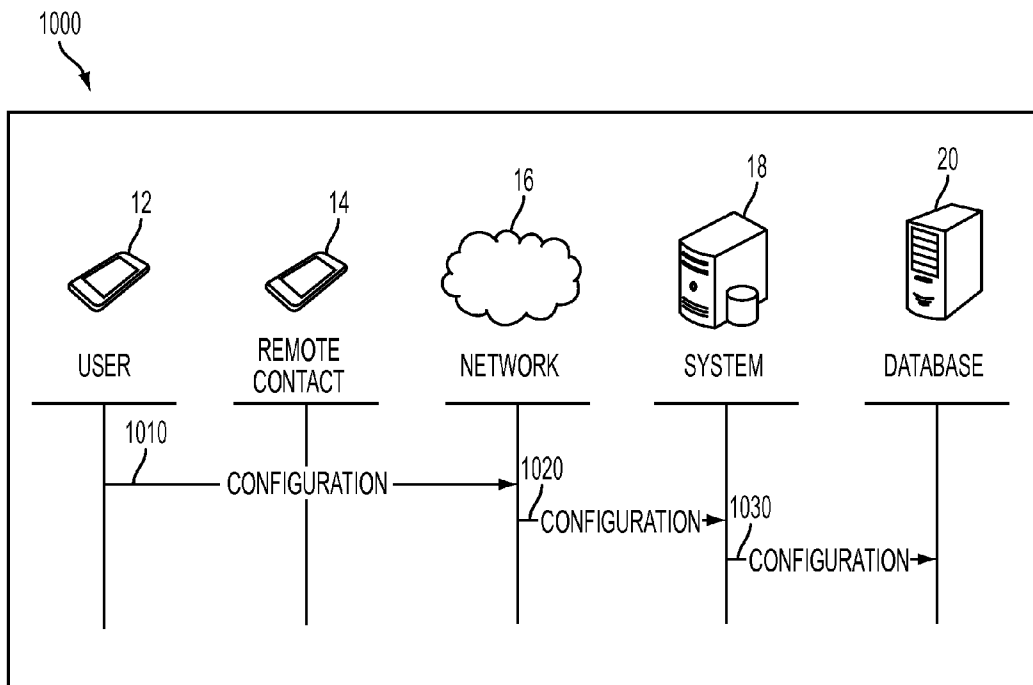 1000
12
14
16
18
20
USER
REMOTE
CONTACT
NETWORK
SYSTEM
DATABASE
1010
CONFIGURATION
1020
CONFIGURATION
1030
CONFIGURATION